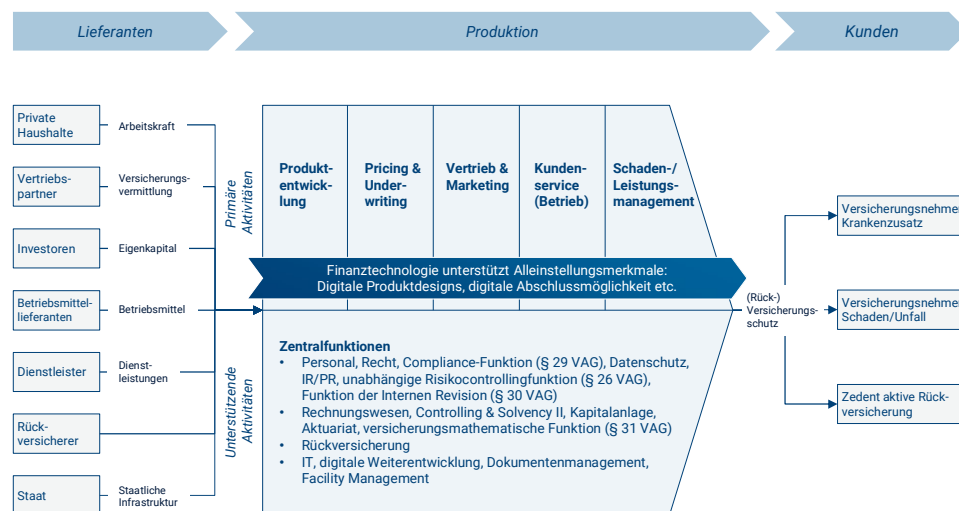 Lieferanten
Produktion
Kunden
Private
Haushalte
Arbeitskraft
Vertriebs-
partner
Versicherungs-
vermittlung
Investoren
Eigenkapital
Betriebsmittel-
lieferanten
Betriebsmittel
Dienstleister
Dienst-
leistungen
Rück-
versicherer
Staat
Staatliche
Infrastruktur
Primäre
Aktivitäten
Unterstützende
Aktivitäten
Produkt-
entwick-
lung
Pricing &
Under-
writing
Vertrieb &
Marketing
Kunden-
service
(Betrieb)
Schaden-/
Leistungs-
management
Finanztechnologie unterstützt Alleinstellungsmerkmale:
Digitale Produktdesigns, digitale Abschlussmöglichkeit etc.
Zentralfunktionen
• Personal, Recht, Compliance-Funktion (§ 29 VAG), Datenschutz,
IR/PR, unabhängige Risikocontrollingfunktion (§ 26 VAG),
Funktion der Internen Revision (§ 30 VAG)
• Rechnungswesen, Controlling & Solvency II, Kapitalanlage,
Aktuariat, versicherungsmathematische Funktion (§ 31 VAG)
• Rückversicherung
• IT, digitale Weiterentwicklung, Dokumentenmanagement,
Facility Management
(Rück-)
Versicherungs-
schutz
Versicherungsnehmer
Krankenzusatz
Versicherungsnehmer
Schaden/Unfall
Zedent aktive Rück-
versicherung